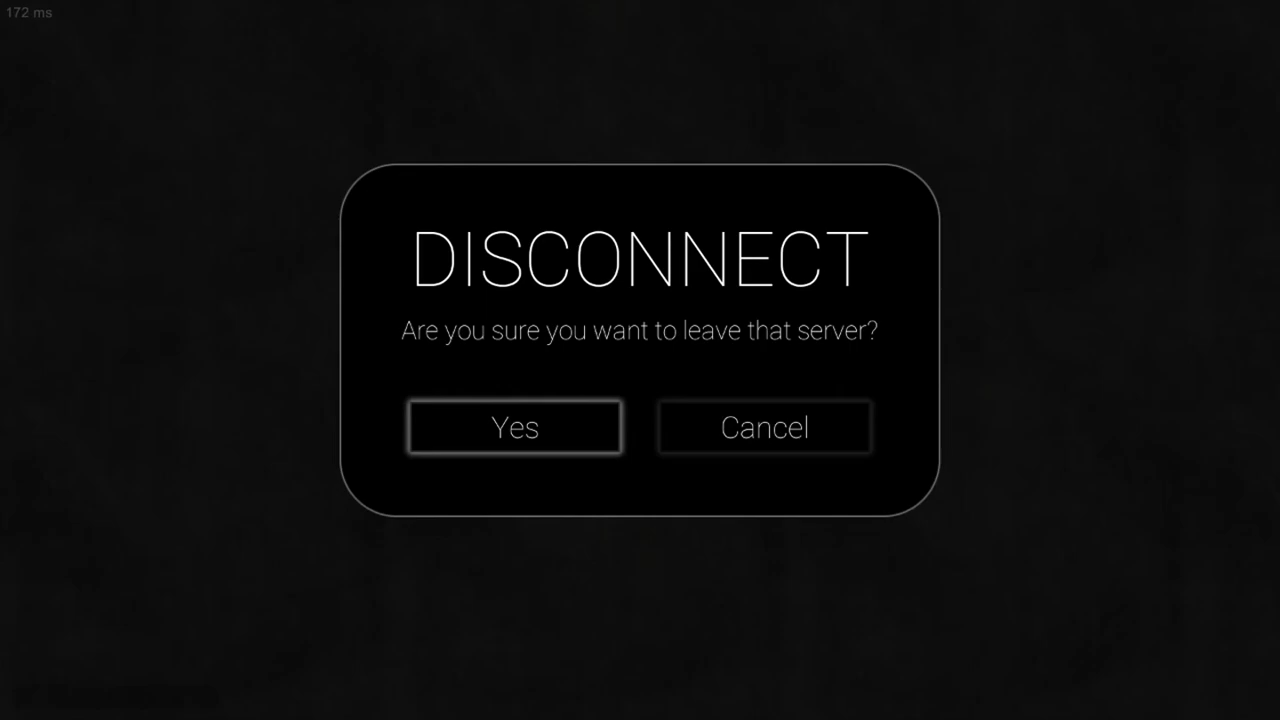 172 ms
DISCONNECT
Are you sure you want to leave that server?
Yes
Cancel